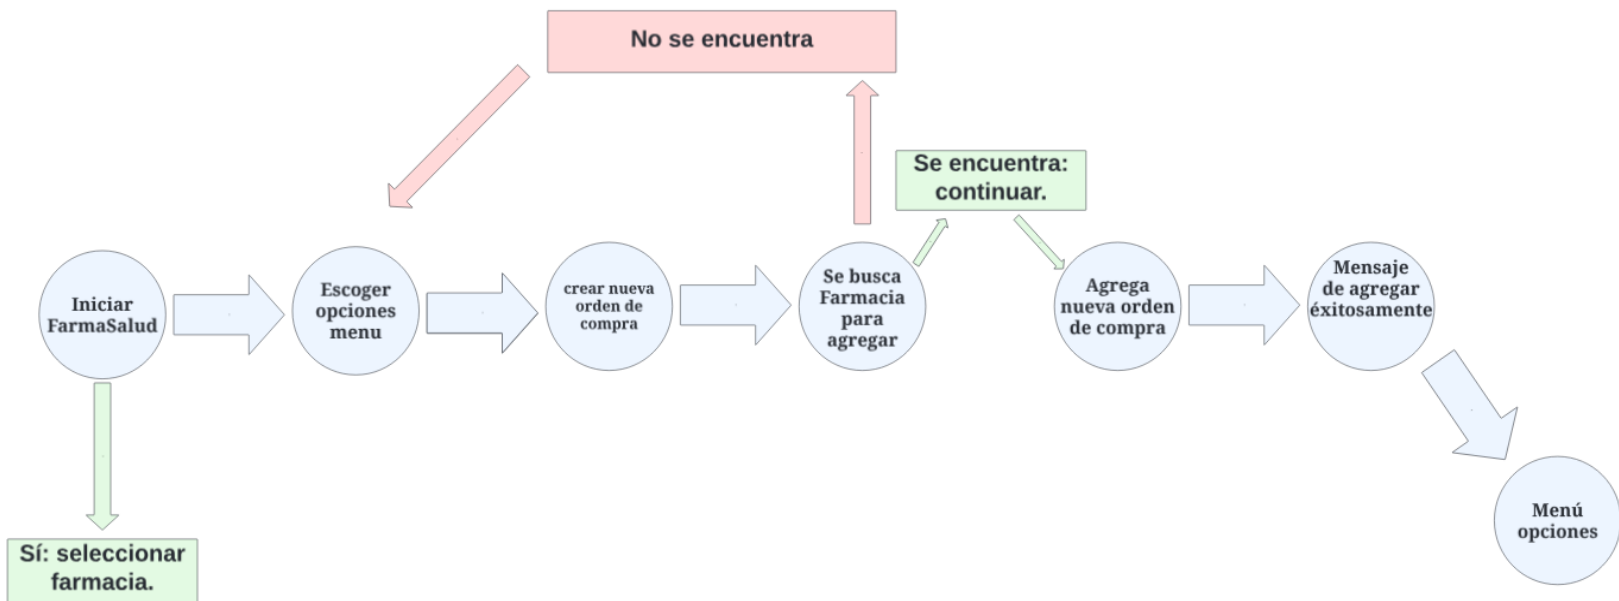 No se encuentra
Se encuentra:
continuar.
Iniciar
FarmaSalud
Escoger
opciones
menu
crear nueva
orden de
compra
Se busca
Farmacia
para
agregar
Agrega
nueva orden
de compra
Mensaje
de agregar
éxitosamente
Menú
opciones
Sí: seleccionar
farmacia.